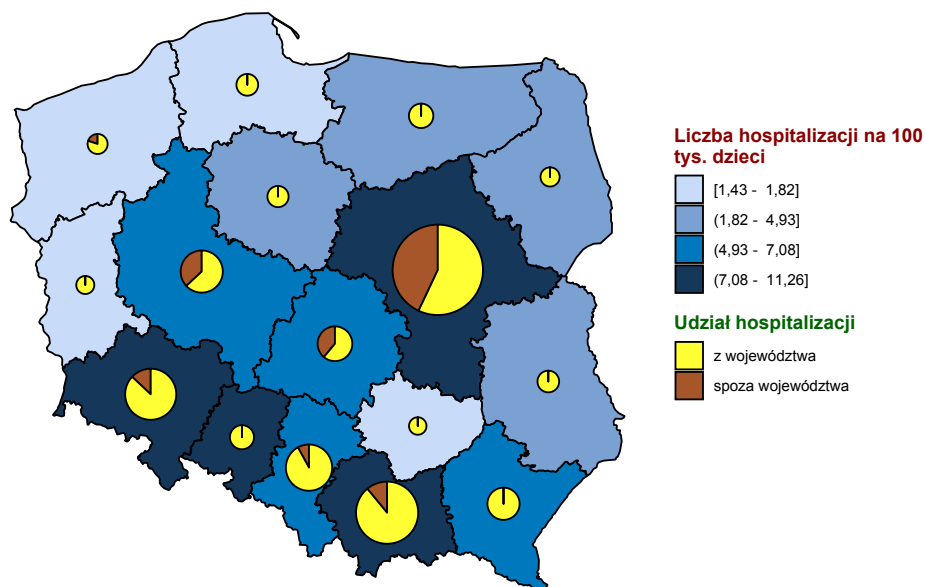 Liczba hospitalizacji na 100
tys. dzieci
[1,43 - 1,82]
(1,82 - 4,93]
(4,93 - 7,08]
(7,08 - 11,26]
Udział hospitalizacji
z województwa
spoza województwa